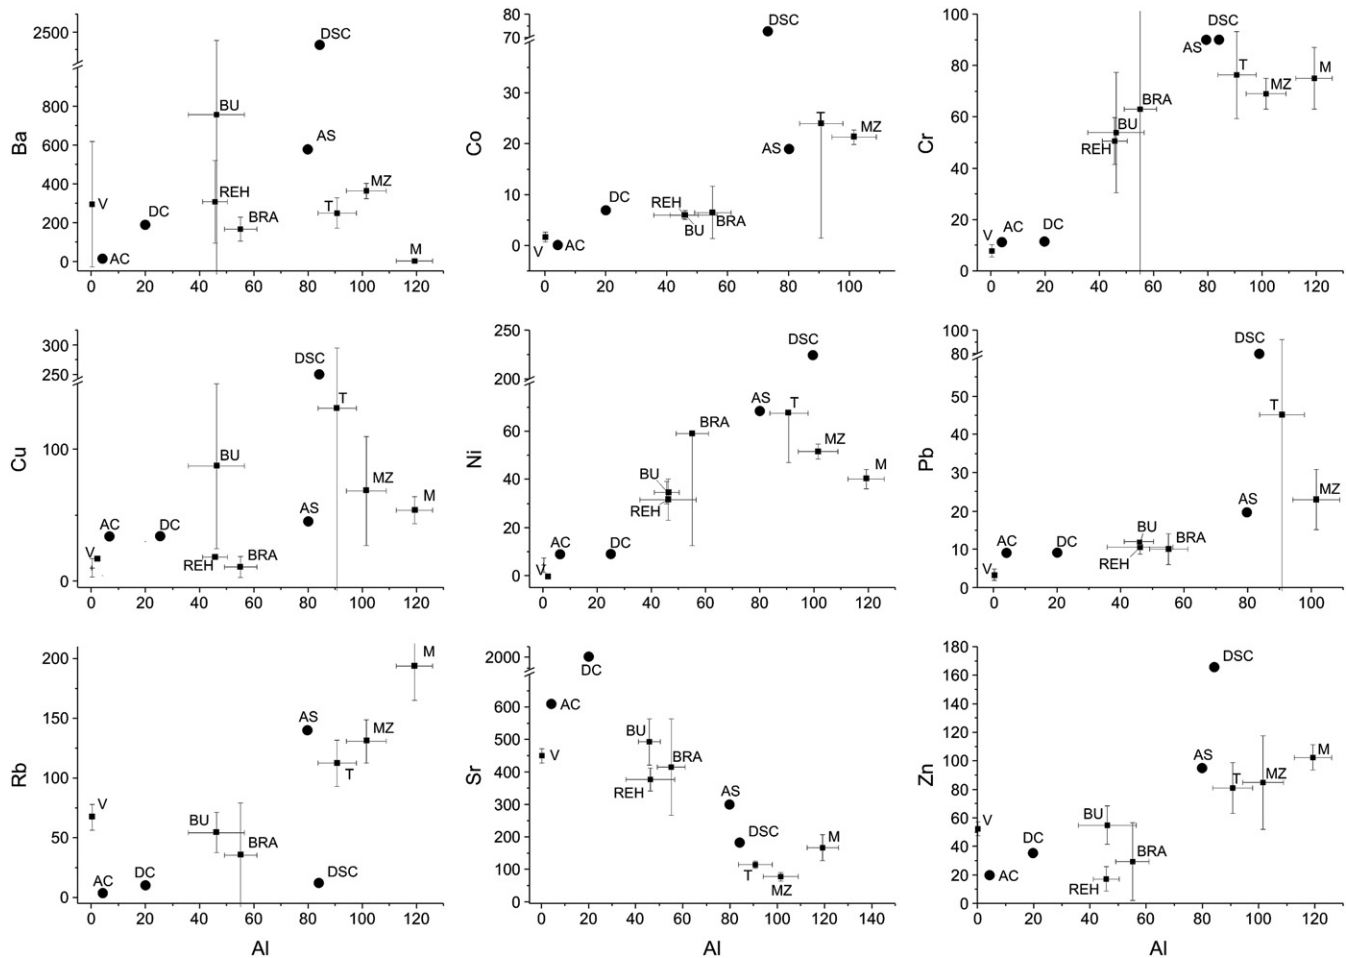 Ba
2500
800
600
400
200
0
DSC
BU
AS
REH
MZ
V
T
DC
BRA
AC
M
0 20 40 60 80 100 120
Co
80
70
30
20
10
0
DSC
T
MZ
AS
DC
REH
BU
BRA
V
AC
0 20 40 60 80 100
Cr
100
80
60
40
20
0
DSC
AS
T
M
MZ
BRA
BU
REH
V
AC
DC
0 20 40 60 80 100 120
Cu
300
250
100
0
DSC
T
BU
MZ
M
AS
AC
DC
V
REH
BRA
0 20 40 60 80 100 120
Ni
250
200
60
40
20
0
DSC
AS
T
BRA
MZ
BU
M
REH
AC
DC
V
0 20 40 60 80 100 120
Pb
100
80
50
40
30
20
10
0
DSC
T
MZ
AS
AC
DC
BU
BRA
REH
V
0 20 40 60 80 100
Rb
200
150
100
50
0
M
AS
MZ
T
V
BU
BRA
AC
DC
DSC
0 20 40 60 80 100 120
Al
Sr
2000
600
500
400
300
200
100
0
DC
AC
V
BU
BRA
REH
AS
DSC
M
T
MZ
0 20 40 60 80 100 120 140
Al
Zn
180
160
140
120
100
80
60
40
20
0
DSC
AS
M
T
MZ
V
BU
DC
BRA
AC
REH
0 20 40 60 80 100 120
Al